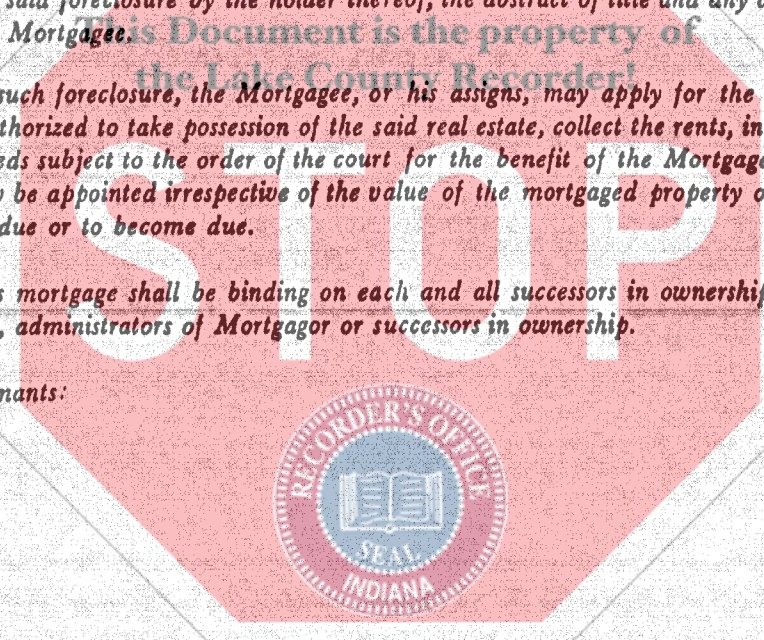 said foreclosure by the holder thereof, the abstract of title and any
Mortgagee.
This Document is the property of
the Lake County Recorder!
such foreclosure, the Mortgagee, or his assigns, may apply for the
thorized to take possession of the said real estate, collect the rents, in
eds subject to the order of the court for the benefit of the Mortgage
be appointed irrespective of the value of the mortgaged property o
due or to become due.
STOP
s mortgage shall be binding on each and all successors in ownership
, administrators of Mortgagor or successors in ownership.
nants:
RECORDER'S OFFICE
SEAL
INDIANA